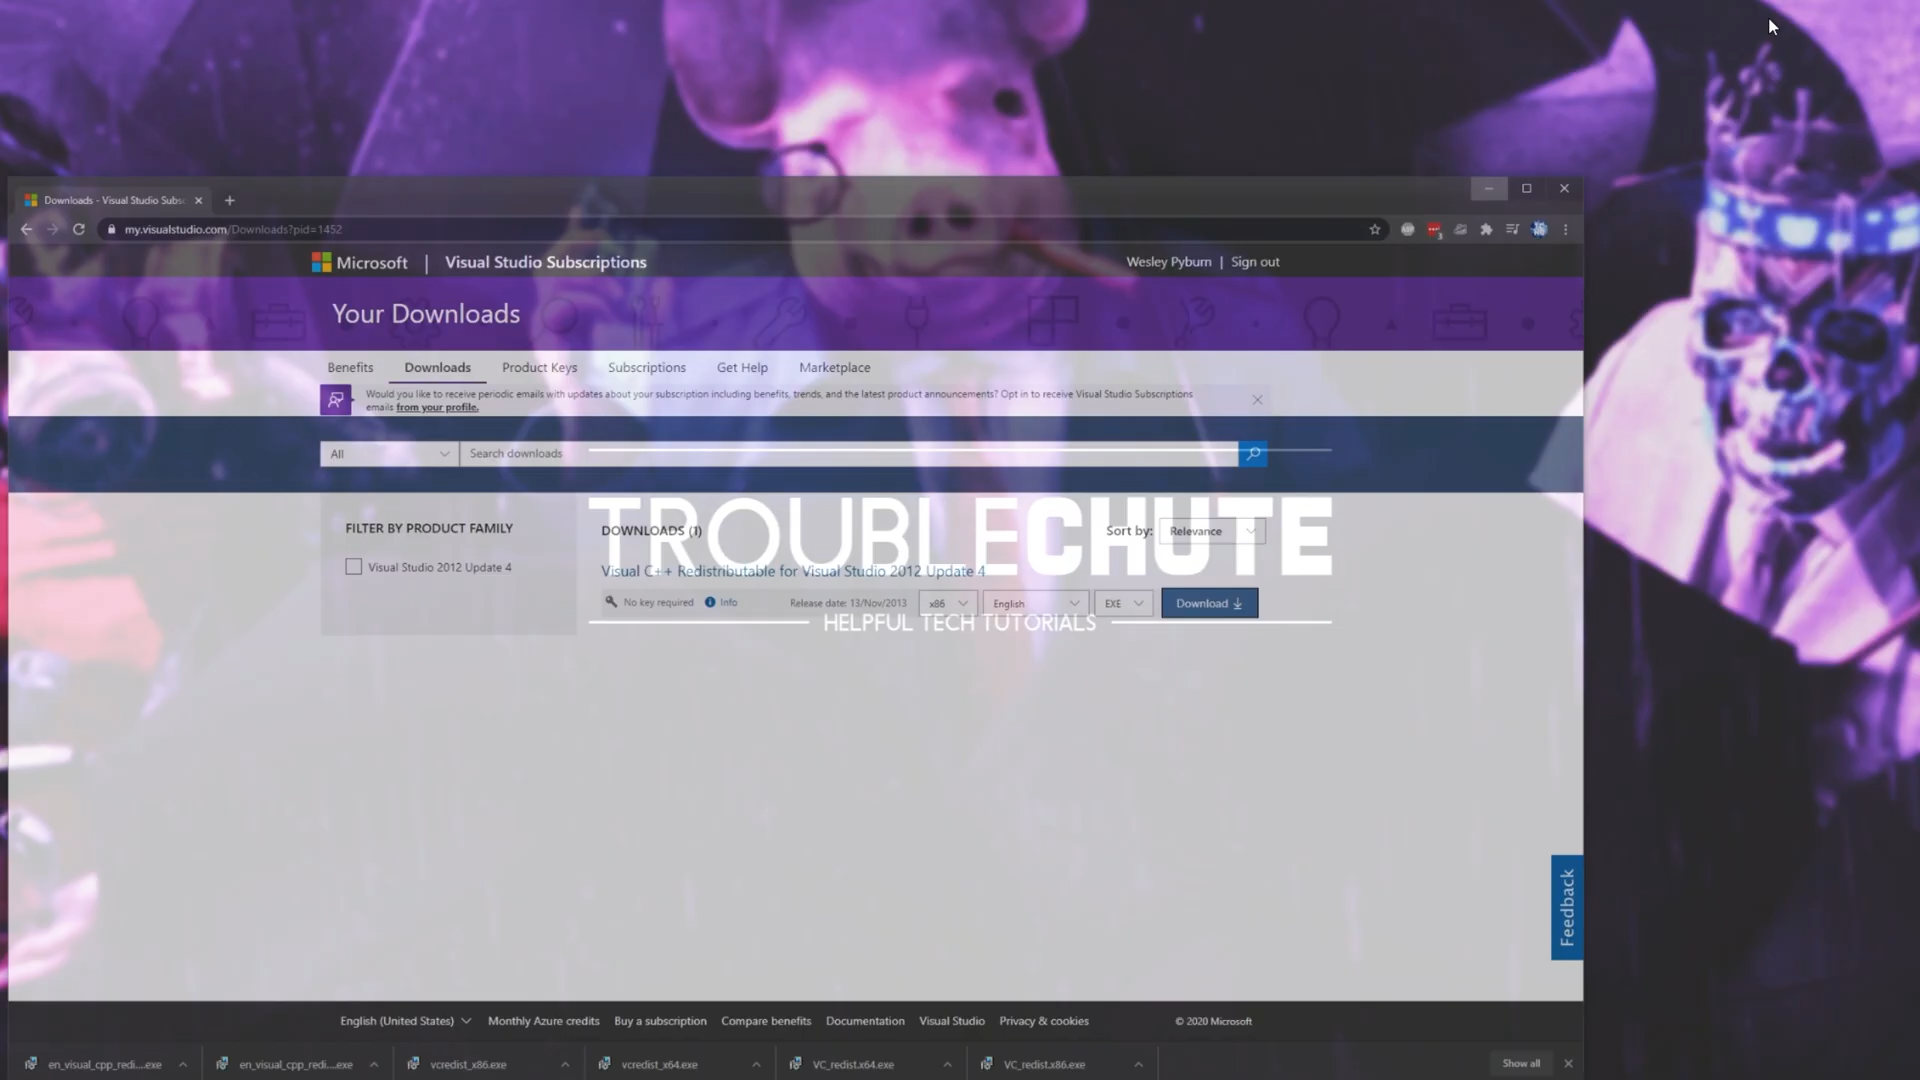 Downloads - Visual Studio Subsc
my.visualstudio.com/Downloads?pid=1452
Microsoft | Visual Studio Subscriptions
Wesley Pyburn | Sign out
Your Downloads
Benefits Downloads Product Keys Subscriptions Get Help Marketplace
Would you like to receive periodic emails with updates about your subscription including benefits, trends, and the latest product announcements? Opt in to receive Visual Studio Subscriptions
emails from your profile.
All
Search downloads
FILTER BY PRODUCT FAMILY
Visual Studio 2012 Update 4
DOWNLOADS (1)
Sort by: Relevance
TROUBLECHUTE
Visual C++ Redistributable for Visual Studio 2012 Update 4
No key required Info Release date: 13/Nov/2013 x86 English EXE Download
HELPFUL TECH TUTORIALS
Feedback
English (United States) Monthly Azure credits Buy a subscription Compare benefits Documentation Visual Studio Privacy & cookies © 2020 Microsoft
en_visual_cpp_redi....exe en_visual_cpp_redi....exe vcredist_x86.exe vcredist_x64.exe VC_redist.x64.exe VC_redist.x86.exe Show all